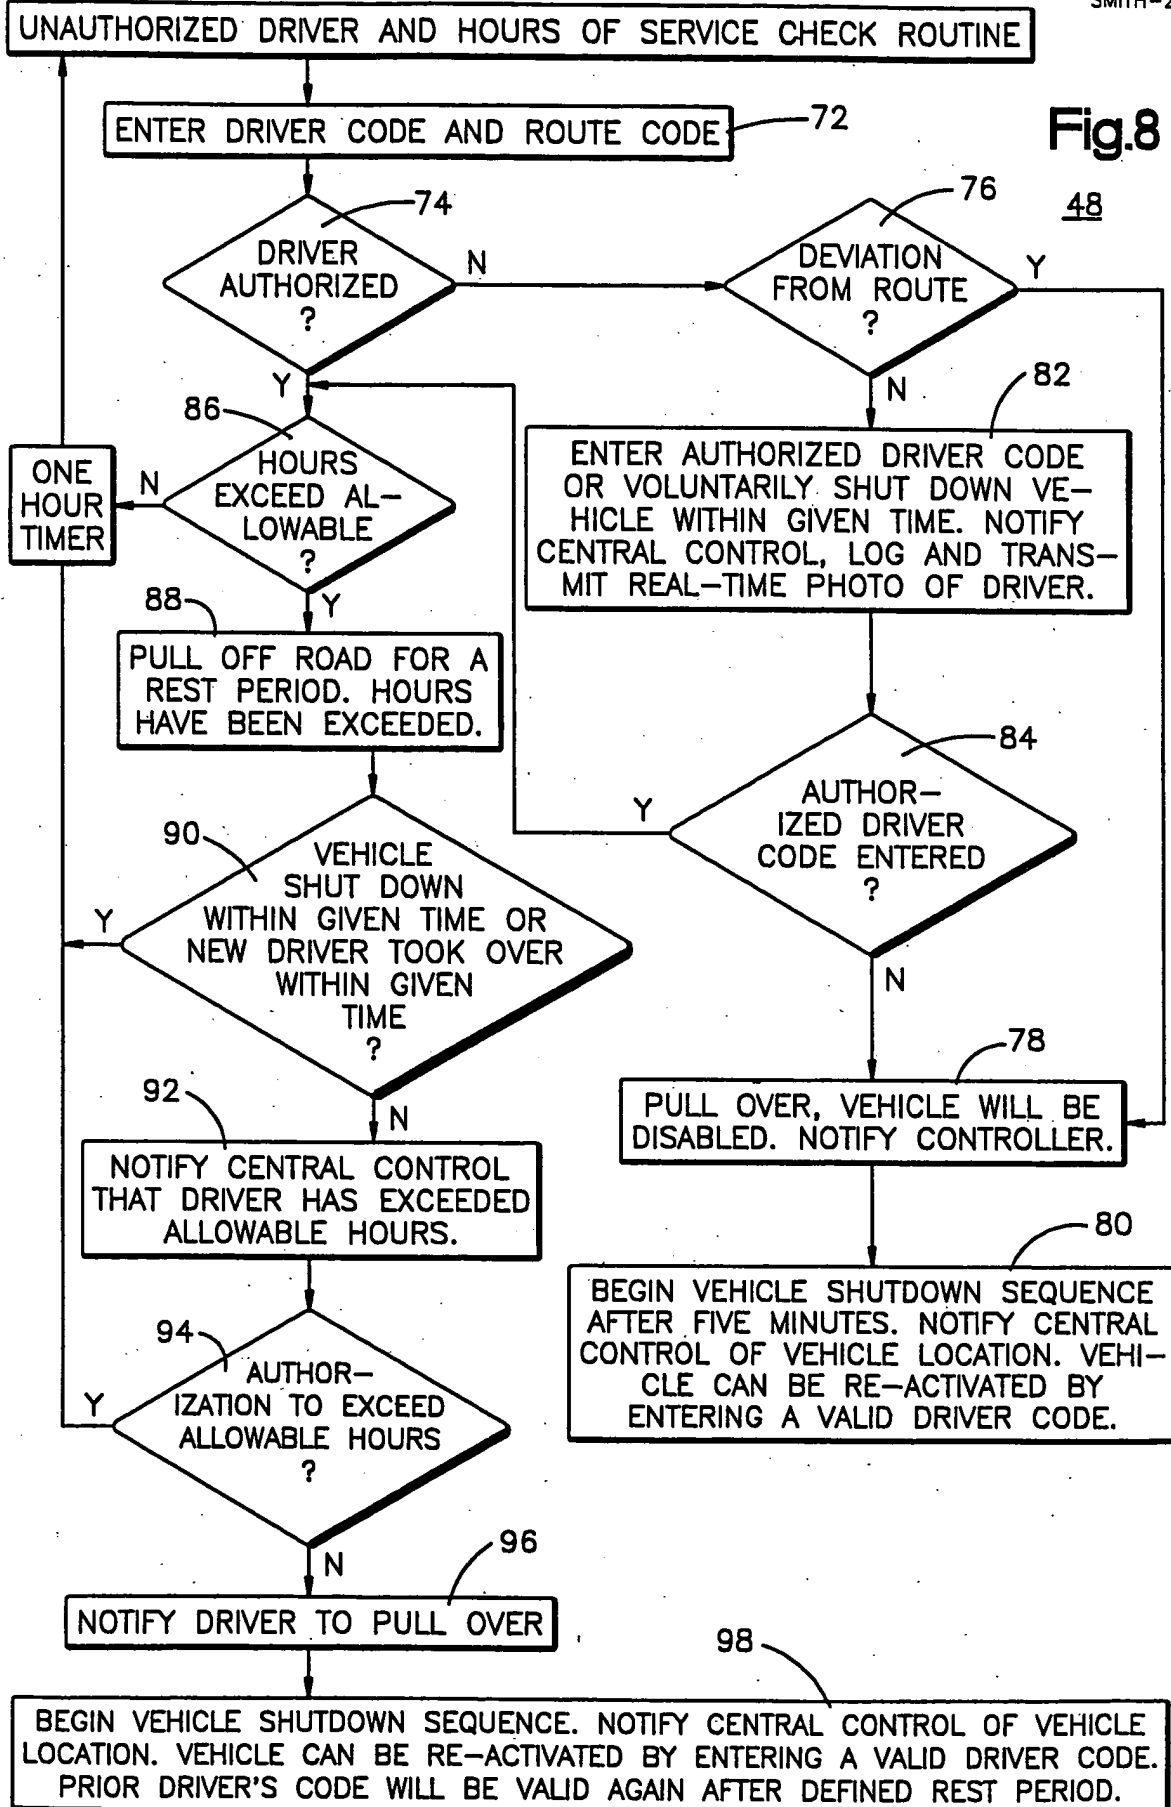 SMITH-2
UNAUTHORIZED DRIVER AND HOURS OF SERVICE CHECK ROUTINE
ENTER DRIVER CODE AND ROUTE CODE
72
Fig.8
48
74
DRIVER
AUTHORIZED
?
N
Y
76
DEVIATION
FROM ROUTE
?
Y
N
82
ENTER AUTHORIZED DRIVER CODE
OR VOLUNTARILY SHUT DOWN VE-
HICLE WITHIN GIVEN TIME. NOTIFY
CENTRAL CONTROL, LOG AND TRANS-
MIT REAL-TIME PHOTO OF DRIVER.
86
HOURS
EXCEED AL-
LOWABLE
?
N
Y
ONE
HOUR
TIMER
88
PULL OFF ROAD FOR A
REST PERIOD. HOURS
HAVE BEEN EXCEEDED.
84
AUTHOR-
IZED DRIVER
CODE ENTERED
?
Y
N
90
VEHICLE
SHUT DOWN
WITHIN GIVEN TIME OR
NEW DRIVER TOOK OVER
WITHIN GIVEN
TIME
?
Y
N
78
PULL OVER, VEHICLE WILL BE
DISABLED. NOTIFY CONTROLLER.
92
NOTIFY CENTRAL CONTROL
THAT DRIVER HAS EXCEEDED
ALLOWABLE HOURS.
80
BEGIN VEHICLE SHUTDOWN SEQUENCE
AFTER FIVE MINUTES. NOTIFY CENTRAL
CONTROL OF VEHICLE LOCATION. VEHI-
CLE CAN BE RE-ACTIVATED BY
ENTERING A VALID DRIVER CODE.
94
AUTHOR-
IZATION TO EXCEED
ALLOWABLE HOURS
?
Y
N
96
NOTIFY DRIVER TO PULL OVER
98
BEGIN VEHICLE SHUTDOWN SEQUENCE. NOTIFY CENTRAL CONTROL OF VEHICLE
LOCATION. VEHICLE CAN BE RE-ACTIVATED BY ENTERING A VALID DRIVER CODE.
PRIOR DRIVER'S CODE WILL BE VALID AGAIN AFTER DEFINED REST PERIOD.